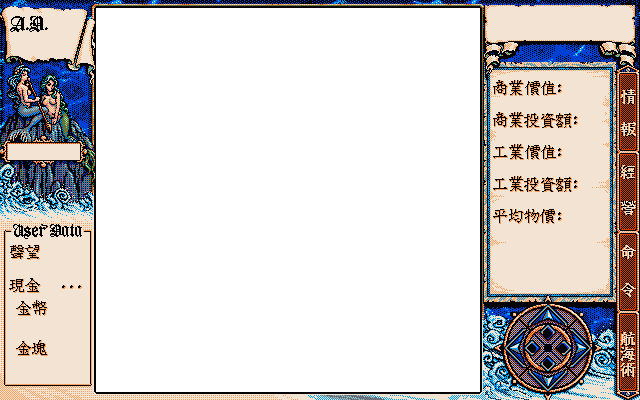 A.D.
User Data
聲望
現金 ...
金幣
金塊
商業價值:
商業投資額:
工業價值:
工業投資額:
平均物價:
情報
經營
命令
航海術